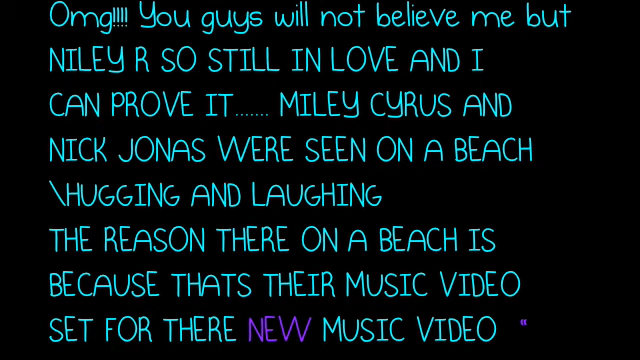 Omg!!!! You guys will not believe me but
NILEY R SO STILL IN LOVE AND I
CAN PROVE IT....... MILEY CYRUS AND
NICK JONAS WERE SEEN ON A BEACH
\HUGGING AND LAUGHING
THE REASON THERE ON A BEACH IS
BECAUSE THATS THEIR MUSIC VIDEO
SET FOR THERE NEW MUSIC VIDEO “